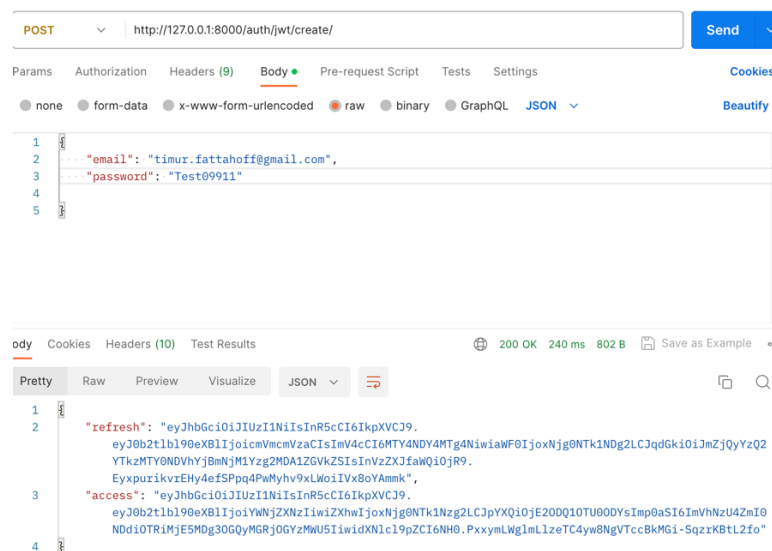 POST http://127.0.0.1:8000/auth/jwt/create/ Send
Params Authorization Headers (9) Body Pre-request Script Tests Settings Cookies
none form-data x-www-form-urlencoded raw binary GraphQL JSON Beautify
1 {
2 "email": "timur.fattahoff@gmail.com",
3 "password": "Test09911"
4
5 }
ody Cookies Headers (10) Test Results 200 OK 240 ms 802 B Save as Example
Pretty Raw Preview Visualize JSON
1 {
2 "refresh": "eyJhbGciOiJIUzI1NiIsInR5cCI6IkpXVCJ9.
eyJ0b2tlbl90eXBlIjoicmVmcmVzaCIsImV4cCI6MTY4NDY4MTg4NiwiaWF0IjoxNjg0NTk1NDg2LCJqdGkiOiJmZjQyYzQ2
YTkzMTY0NDVhYjBmNjM1Yzg2MDA1ZGVkZSIsInVzZXJfaWQiOjR9.
EyxpurikvrEHy4efSPpq4PwMyhv9xLWoiIVx8oYAmmk",
3 "access": "eyJhbGciOiJIUzI1NiIsInR5cCI6IkpXVCJ9.
eyJ0b2tlbl90eXBlIjoiYWNjZXNzIiwiZXhwIjoxNjg0NTk1Nzg2LCJpYXQiOjE2ODQ1OTU0ODYsImp0aSI6ImVhNzU4ZmI0
NDdiOTRiMjE5MDg3OGQyMGRjOGYzMWU5IiwidXNlcl9pZCI6NH0.PxxymLWglmLlzeTC4yw8NgVTccBkMGi-SqzrKBtL2fo"
4 }